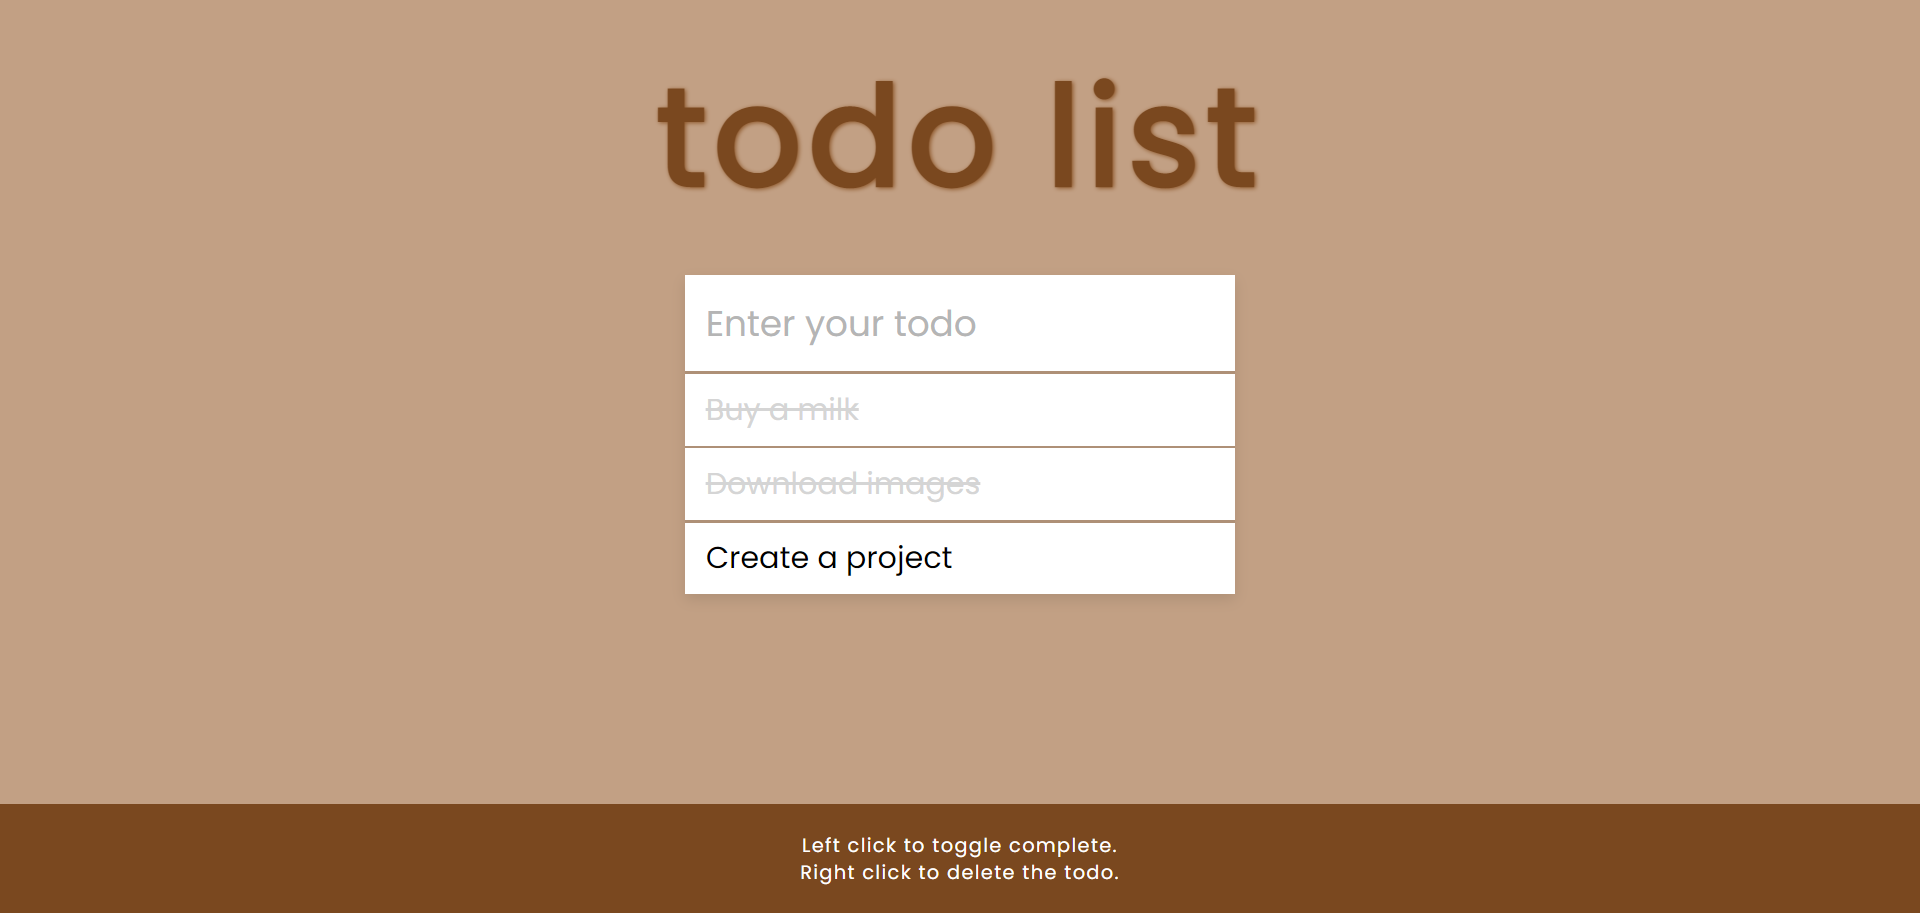 todo list
Enter your todo
Buy a milk
Download images
Create a project
Left click to toggle complete.
Right click to delete the todo.